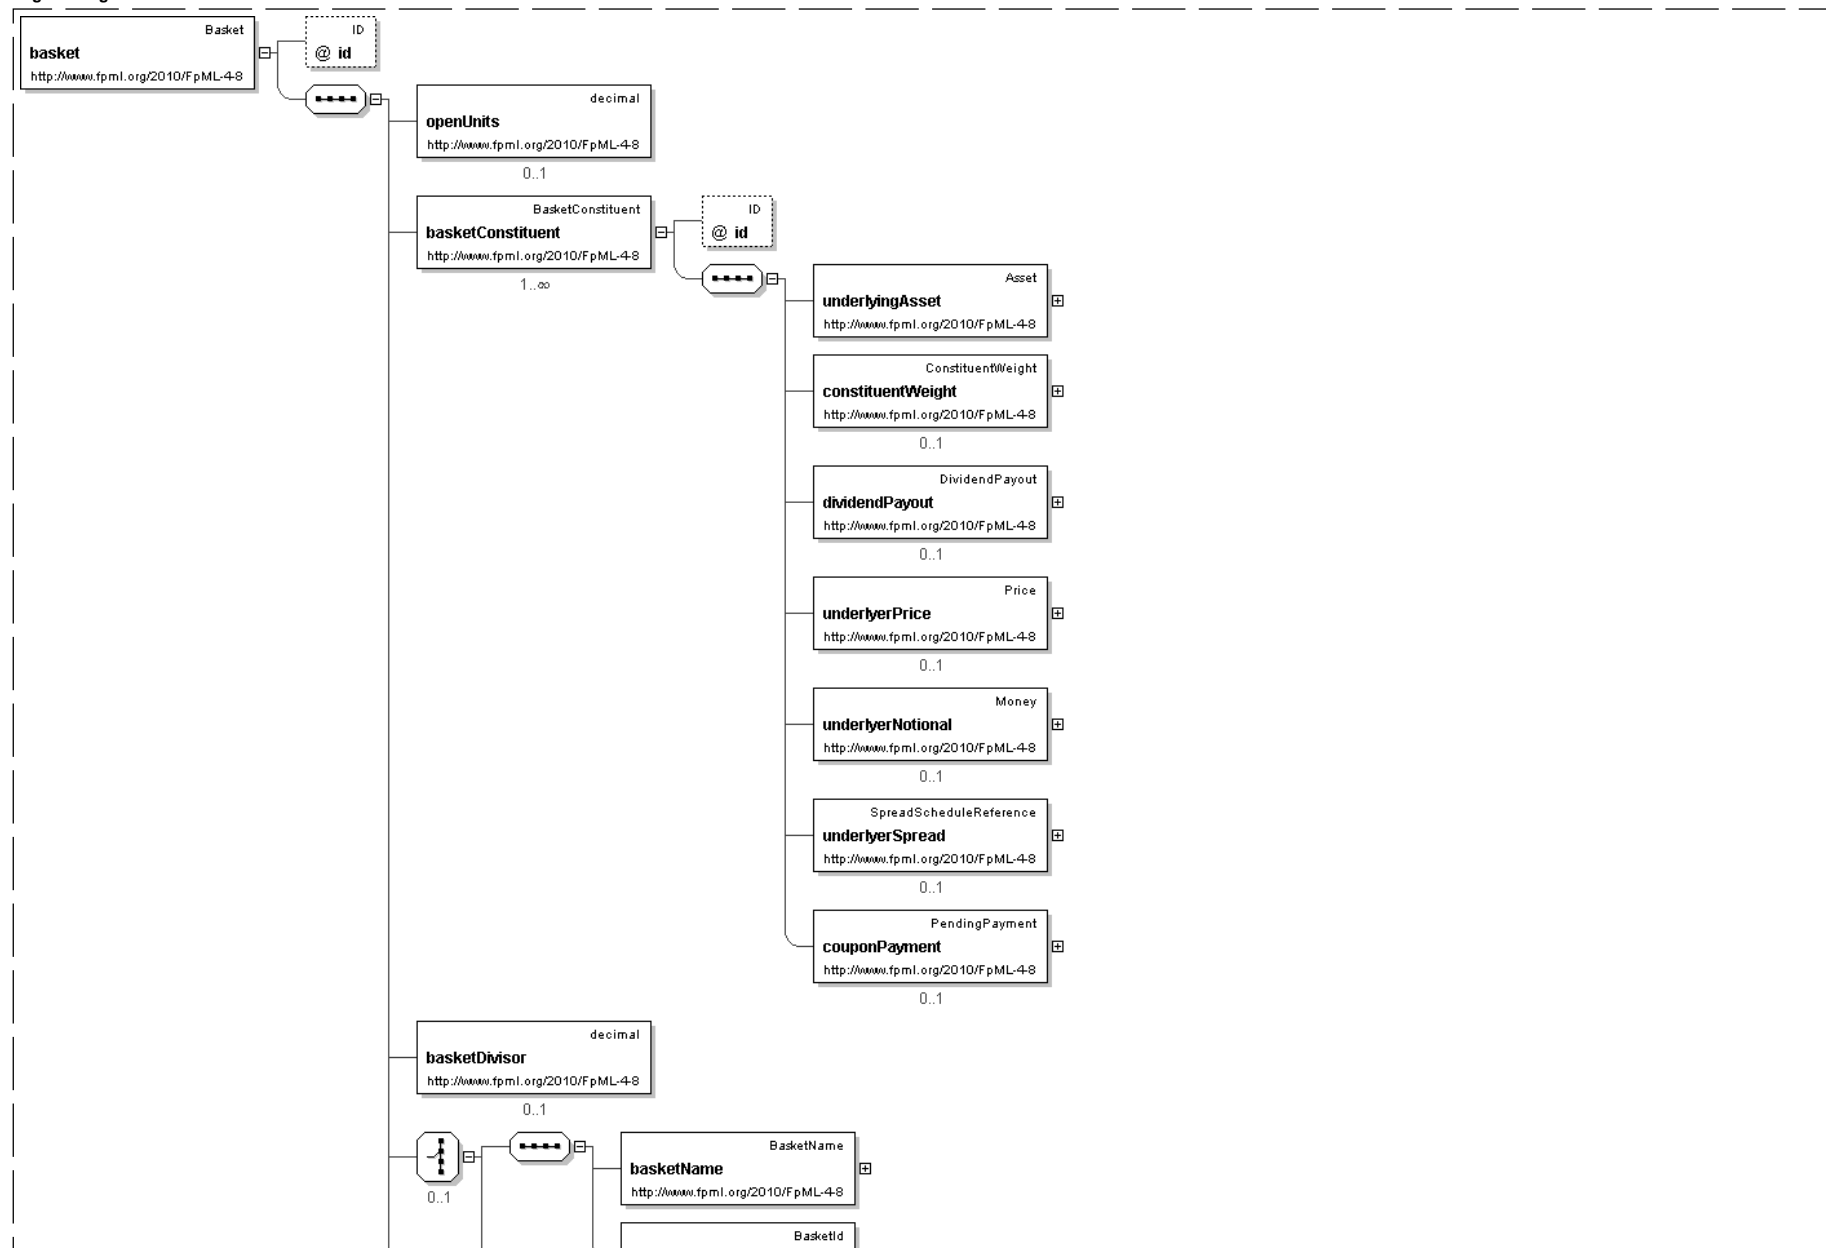 Basket
basket
http://www.fpml.org/2010/FpML-4-8
ID
@ id
decimal
openUnits
http://www.fpml.org/2010/FpML-4-8
0..1
BasketConstituent
basketConstituent
http://www.fpml.org/2010/FpML-4-8
1..∞
ID
@ id
Asset
underlyingAsset
http://www.fpml.org/2010/FpML-4-8
ConstituentWeight
constituentWeight
http://www.fpml.org/2010/FpML-4-8
0..1
DividendPayout
dividendPayout
http://www.fpml.org/2010/FpML-4-8
0..1
Price
underlyerPrice
http://www.fpml.org/2010/FpML-4-8
0..1
Money
underlyerNotional
http://www.fpml.org/2010/FpML-4-8
0..1
SpreadScheduleReference
underlyerSpread
http://www.fpml.org/2010/FpML-4-8
0..1
PendingPayment
couponPayment
http://www.fpml.org/2010/FpML-4-8
0..1
decimal
basketDivisor
http://www.fpml.org/2010/FpML-4-8
0..1
0..1
BasketName
basketName
http://www.fpml.org/2010/FpML-4-8
BasketId